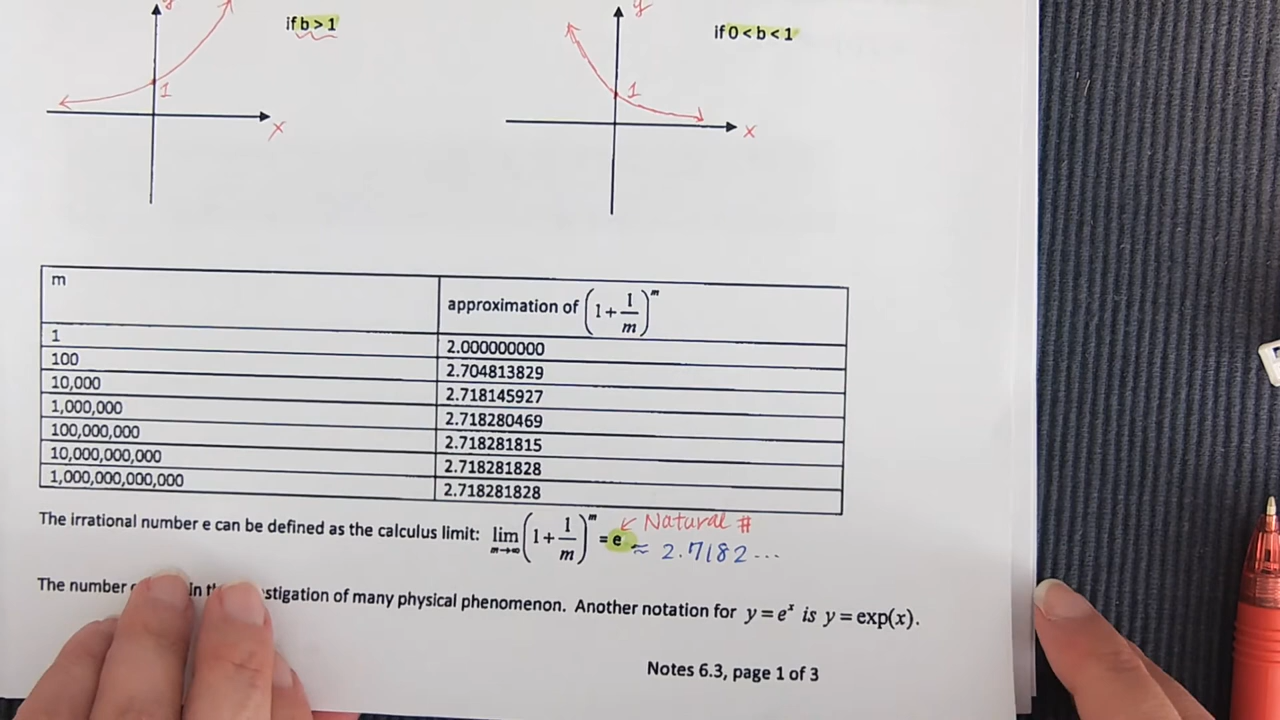 y
if b > 1
1
x
y
if 0 < b < 1
1
x
m
approximation of (1+1/m)^m
1 2.000000000
100 2.704813829
10,000 2.718145927
1,000,000 2.718280469
100,000,000 2.718281815
10,000,000,000 2.718281828
1,000,000,000,000 2.718281828
The irrational number e can be defined as the calculus limit: lim m→∞ (1+1/m)^m = e ↙ Natural #
≈ 2.7182...
The number in stigation of many physical phenomenon. Another notation for y = e^x is y = exp(x).
Notes 6.3, page 1 of 3